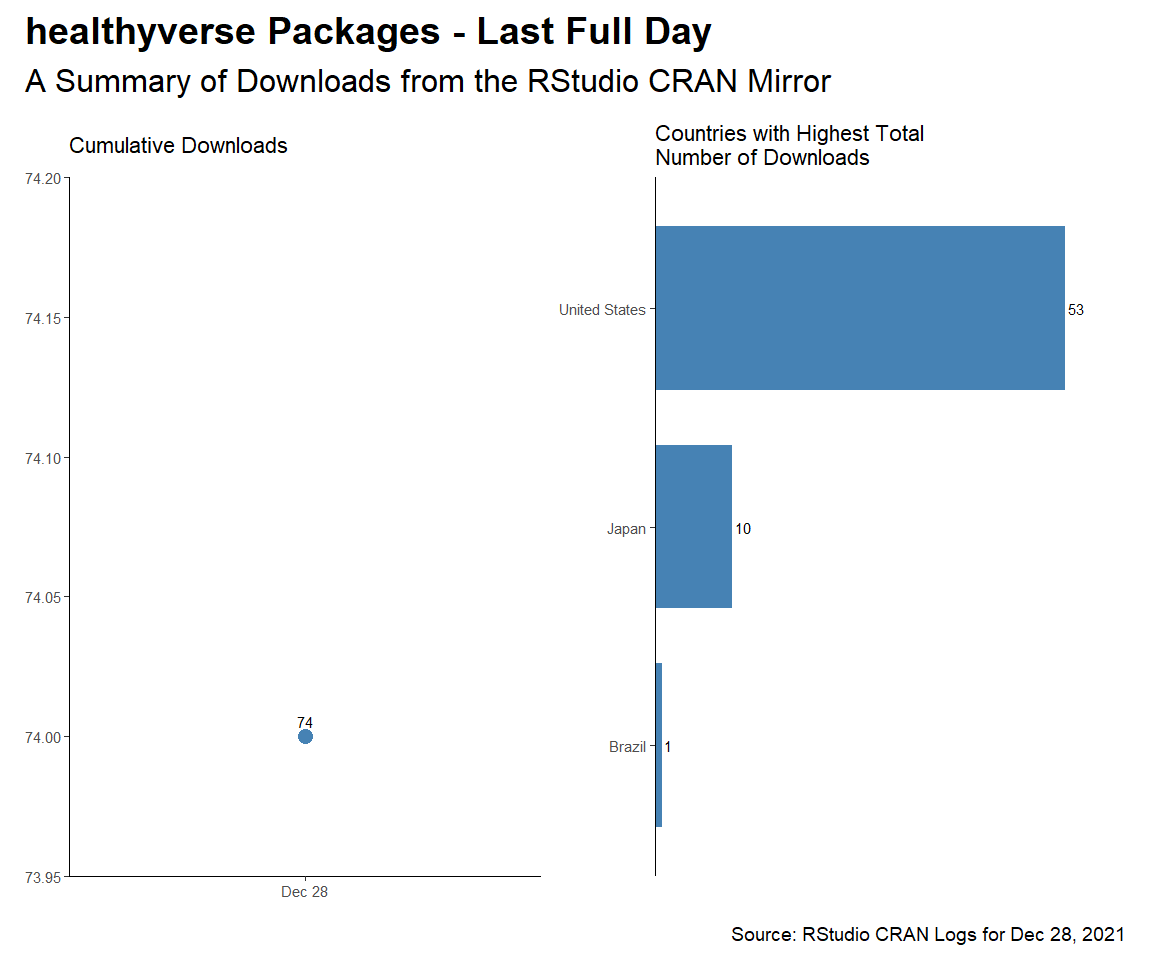 healthyverse Packages - Last Full Day
A Summary of Downloads from the RStudio CRAN Mirror
Cumulative Downloads
74.20
74.15
74.10
74.05
74.00
73.95
74
Dec 28
Countries with Highest Total
Number of Downloads
United States
53
Japan
10
Brazil
1
Source: RStudio CRAN Logs for Dec 28, 2021